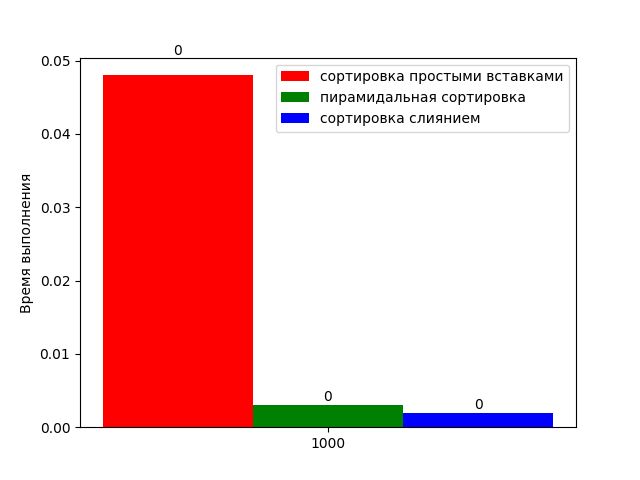 0
0.05
сортировка простыми вставками
пирамидальная сортировка
сортировка слиянием
0.04
0.03
Время выполнения
0.02
0.01
0
0
0.00
1000